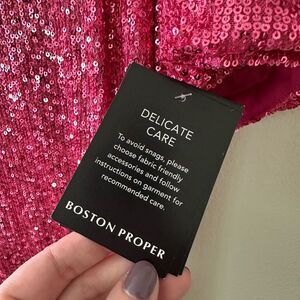 DELICATE
CARE
To avoid snags, please
choose fabric friendly
accessories and follow
instructions on garment for
recommended care.
BOSTON PROPER